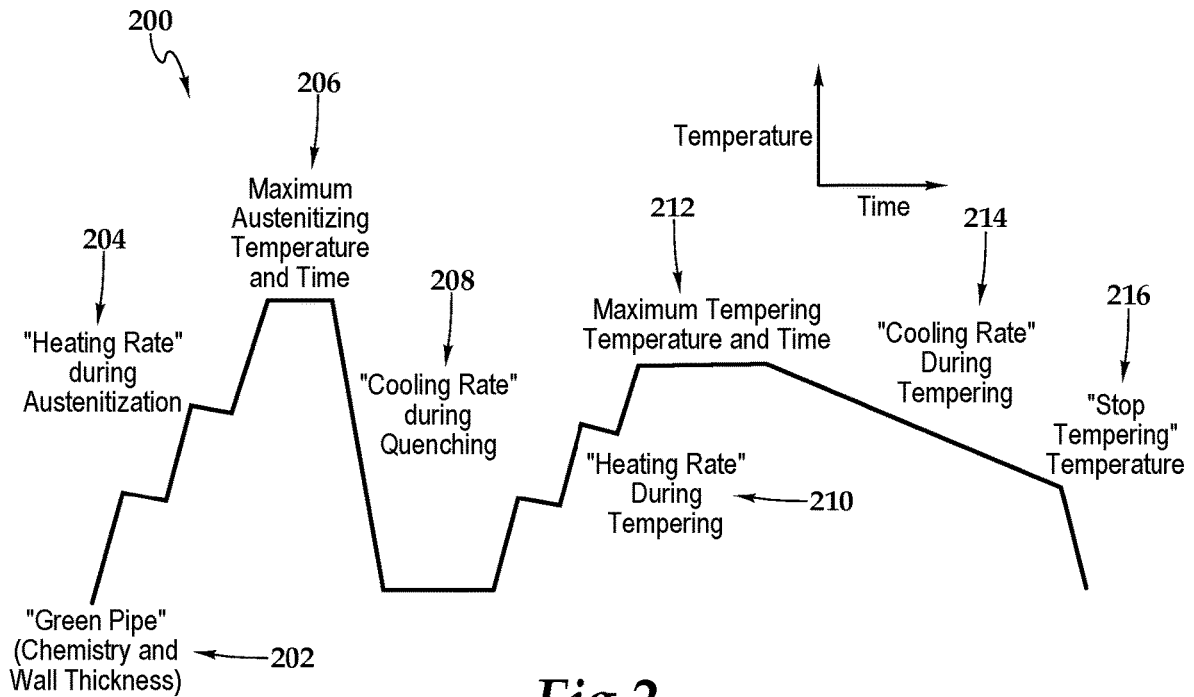 200
206
Temperature
Time
Maximum
Austenitizing
Temperature
and Time
204
"Heating Rate"
during
Austenitization
208
"Cooling Rate"
during
Quenching
212
Maximum Tempering
Temperature and Time
214
"Cooling Rate"
During
Tempering
216
"Stop
Tempering"
Temperature
"Heating Rate"
During
Tempering
210
"Green Pipe"
(Chemistry and
Wall Thickness)
202
Fig.2